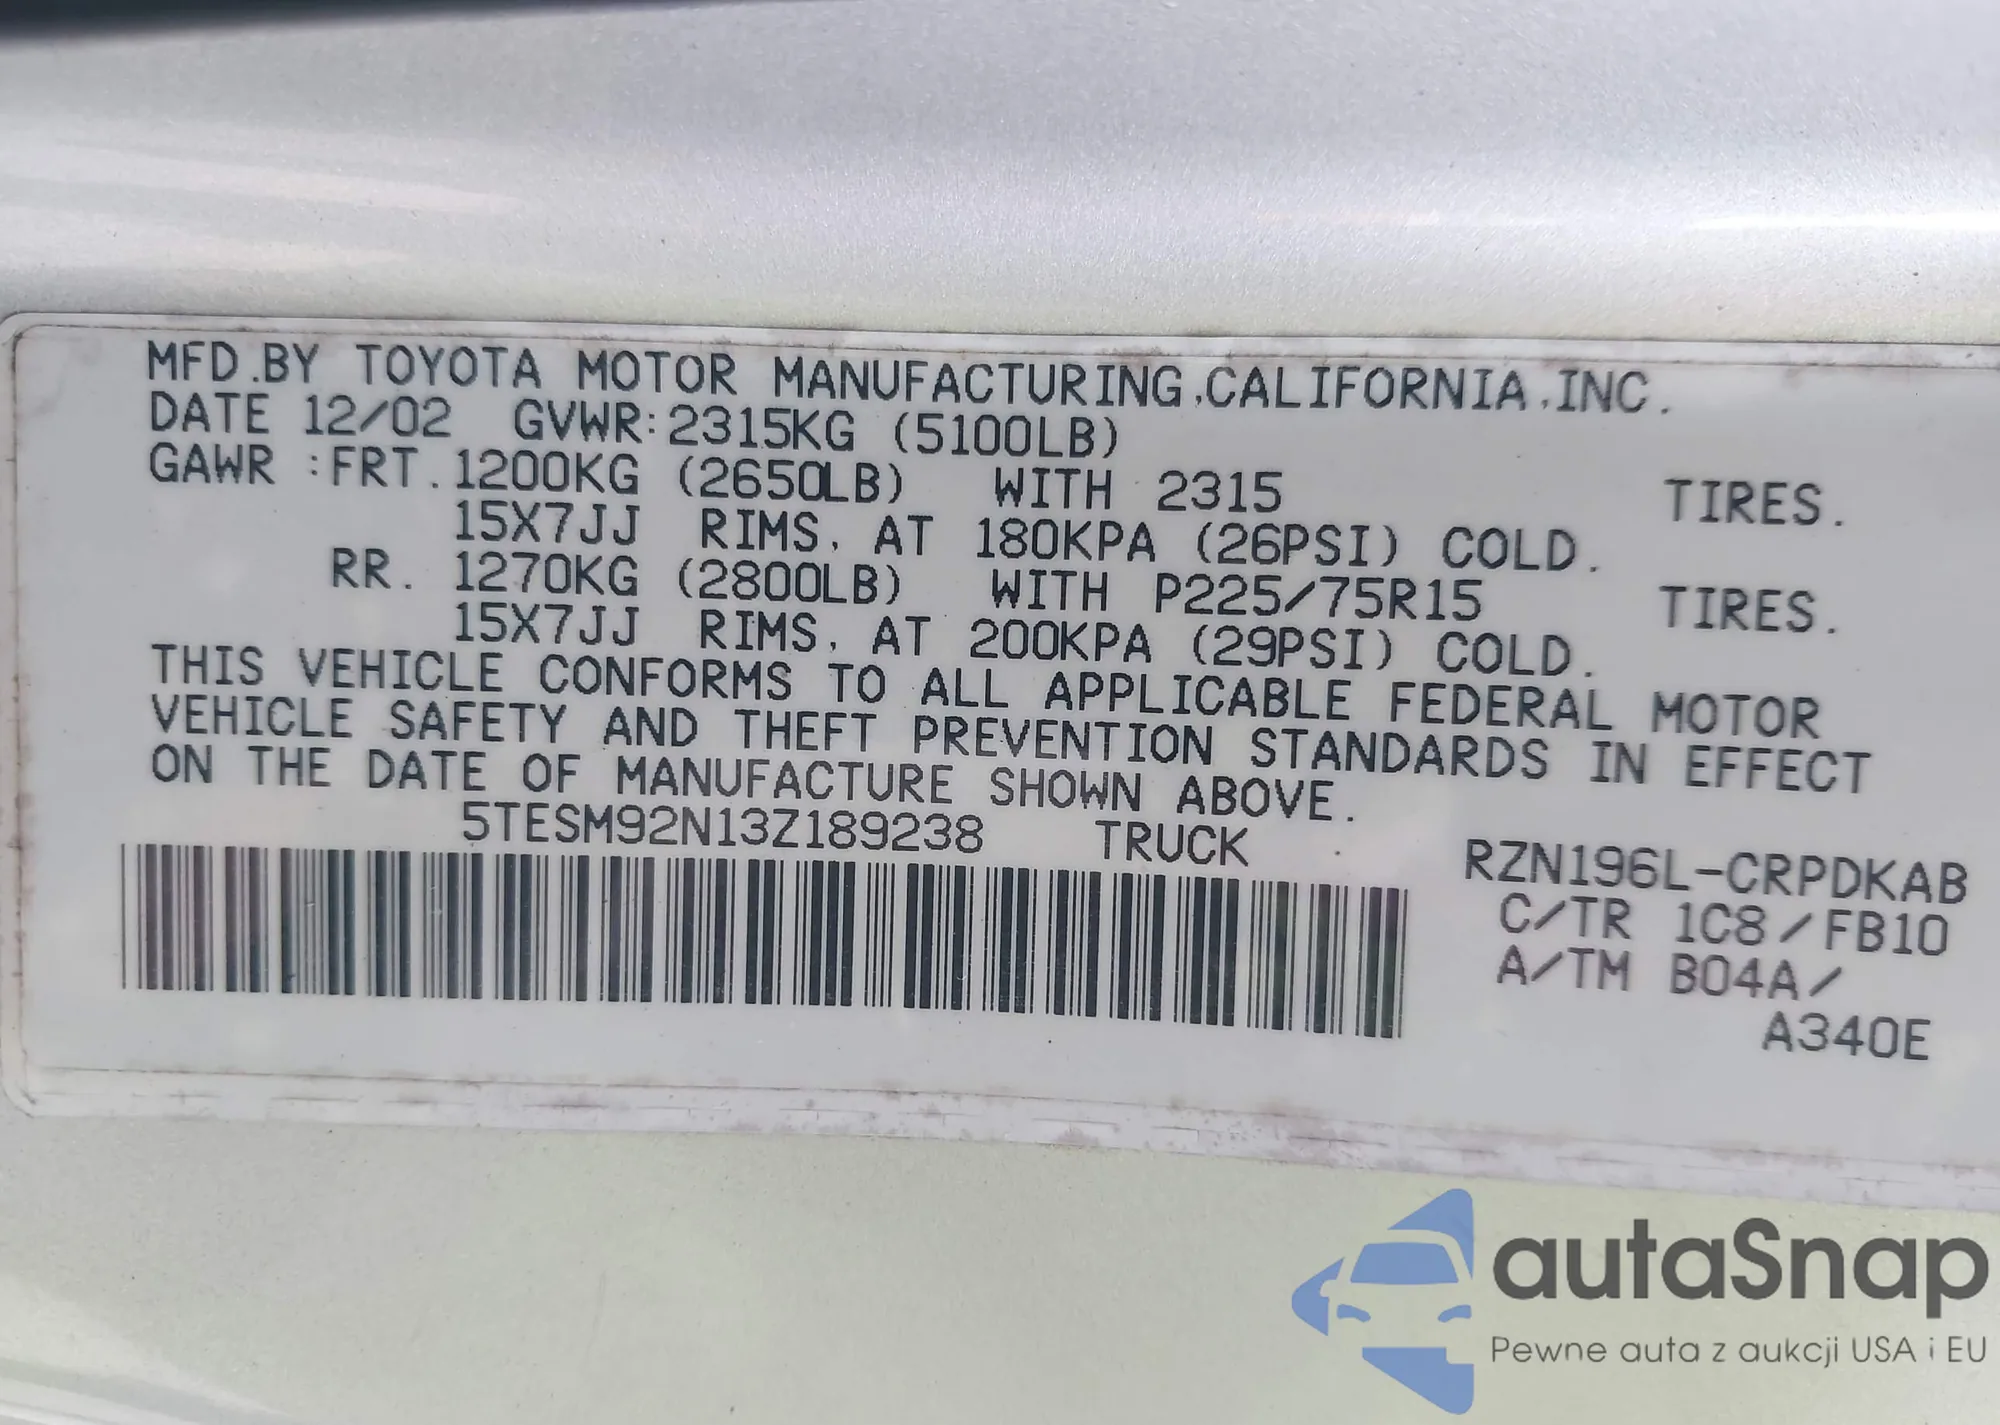 MFD.BY TOYOTA MOTOR MANUFACTURING,CALIFORNIA,INC.
DATE 12/02 GVWR:2315KG (5100LB)
GAWR :FRT.1200KG (2650LB) WITH 2315 TIRES.
15X7JJ RIMS, AT 180KPA (26PSI) COLD.
RR. 1270KG (2800LB) WITH P225/75R15 TIRES.
15X7JJ RIMS, AT 200KPA (29PSI) COLD.
THIS VEHICLE CONFORMS TO ALL APPLICABLE FEDERAL MOTOR
VEHICLE SAFETY AND THEFT PREVENTION STANDARDS IN EFFECT
ON THE DATE OF MANUFACTURE SHOWN ABOVE.
5TESM92N13Z189238 TRUCK
RZN196L-CRPDKAB
C/TR 1C8/FB10
A/TM B04A/
A340E
autaSnap
Pewne auta z aukcji USA i EU